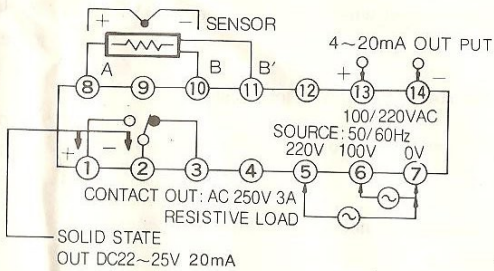 + - SENSOR
4~20mA OUT PUT
A B B' + -
8 9 10 11 12 13 14
100/220VAC
SOURCE: 50/60Hz
220V 100V 0V
+ -
1 2 3 4 5 6 7
CONTACT OUT: AC 250V 3A
RESISTIVE LOAD
SOLID STATE
OUT DC22~25V 20mA